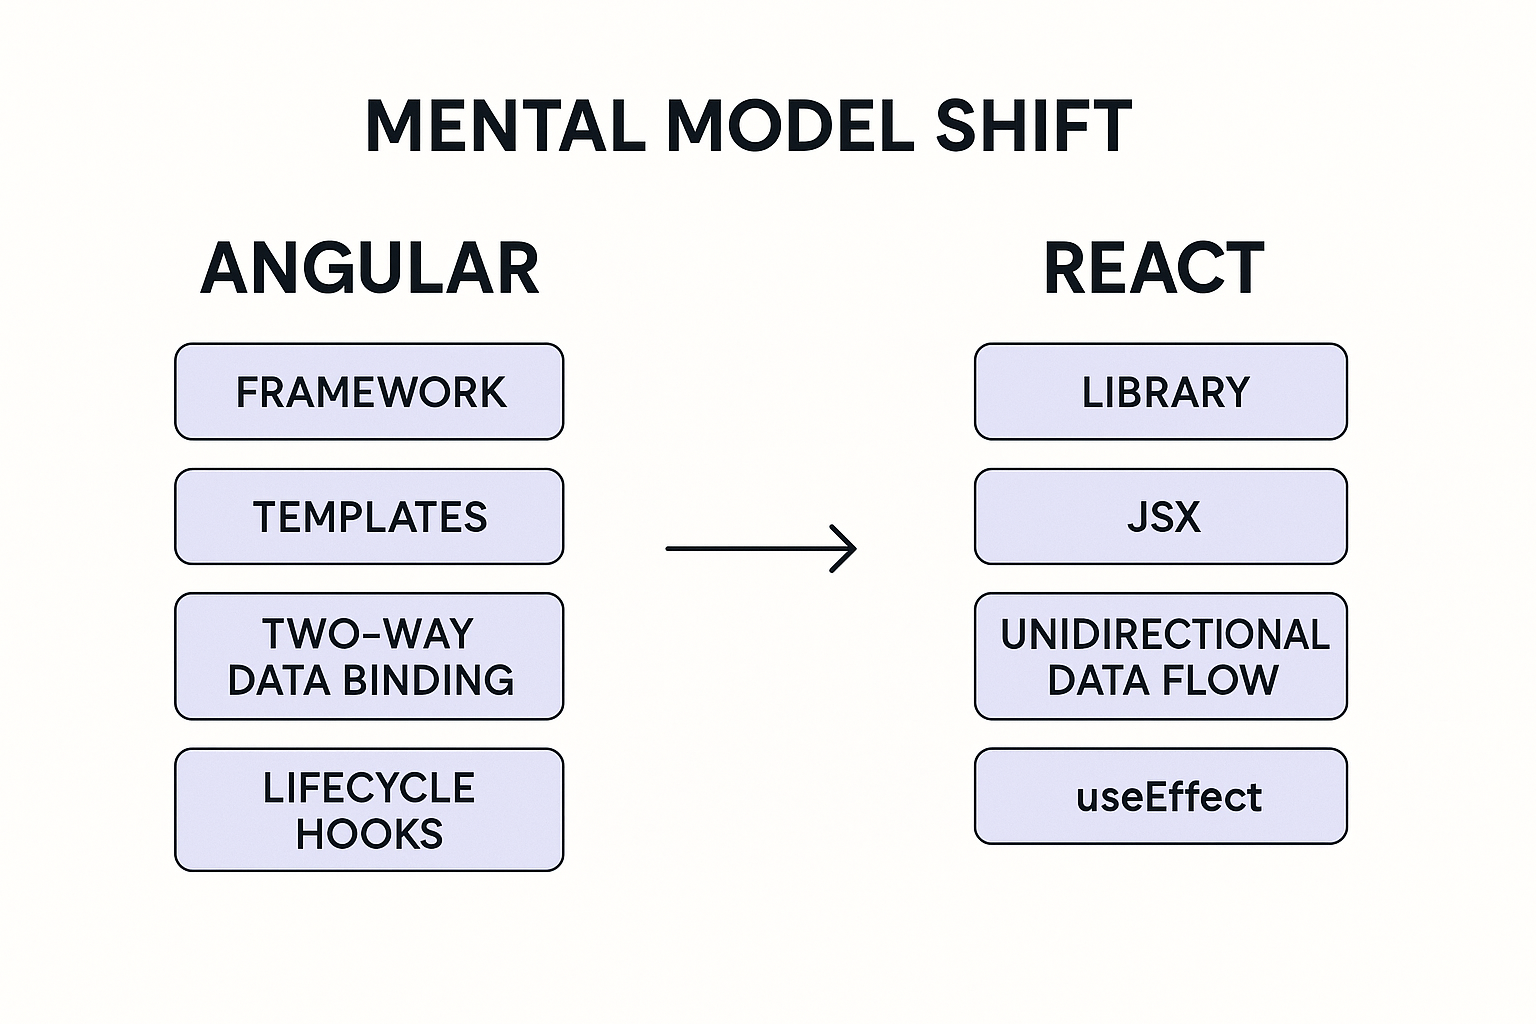 MENTAL MODEL SHIFT
ANGULAR
FRAMEWORK
TEMPLATES
TWO-WAY
DATA BINDING
LIFECYCLE
HOOKS
REACT
LIBRARY
JSX
UNIDIRECTIONAL
DATA FLOW
useEffect